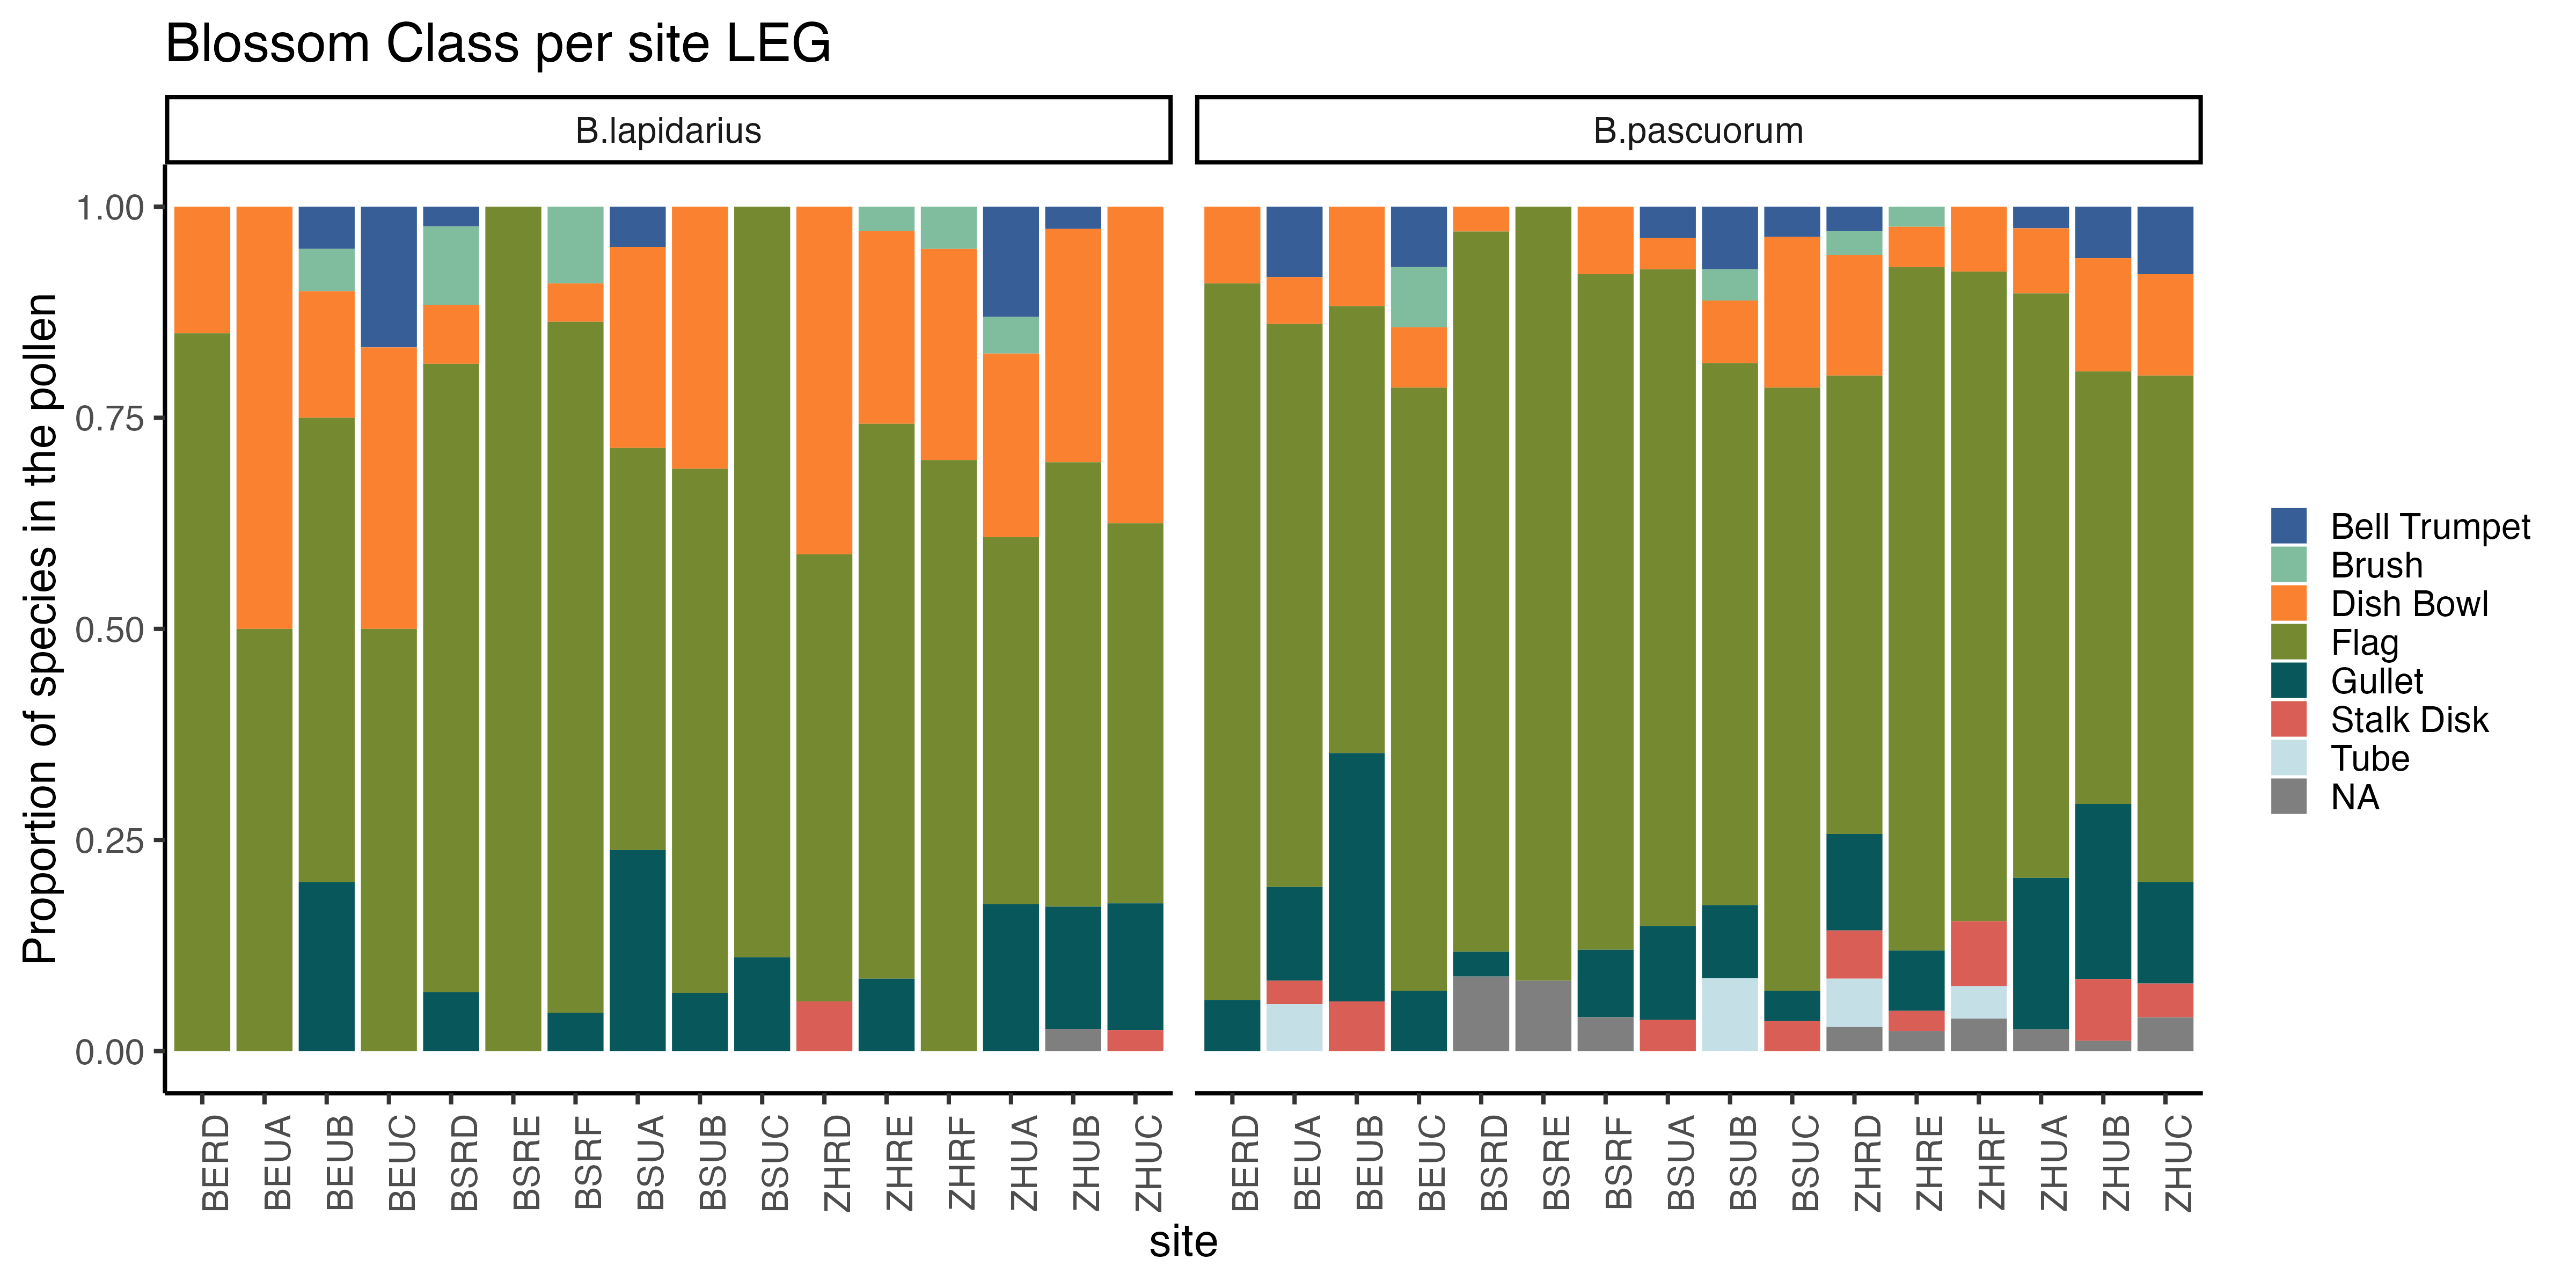 Blossom Class per site LEG
B.lapidarius
B.pascuorum
Proportion of species in the pollen
1.00
0.75
0.50
0.25
0.00
BERD
BEUA
BEUB
BEUC
BSRD
BSRE
BSRF
BSUA
BSUB
BSUC
ZHRD
ZHRE
ZHRF
ZHUA
ZHUB
ZHUC
BERD
BEUA
BEUB
BEUC
BSRD
BSRE
BSRF
BSUA
BSUB
BSUC
ZHRD
ZHRE
ZHRF
ZHUA
ZHUB
ZHUC
site
Bell Trumpet
Brush
Dish Bowl
Flag
Gullet
Stalk Disk
Tube
NA